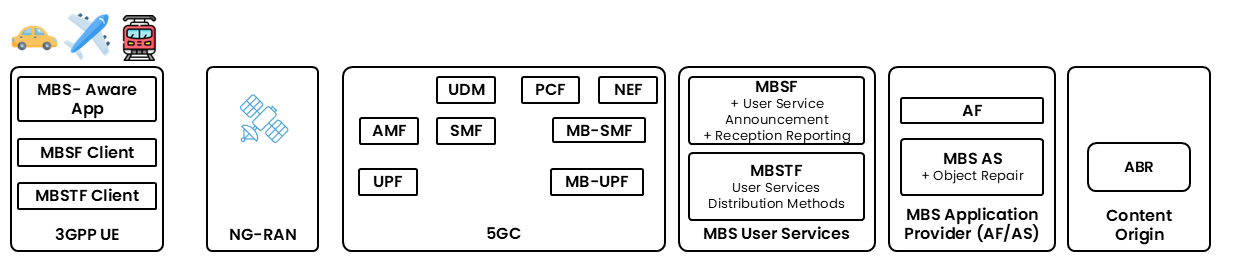 MBS- Aware
App
MBSF Client
MBSTF Client
3GPP UE
NG-RAN
UDM
PCF
NEF
AMF
SMF
MB-SMF
UPF
MB-UPF
5GC
MBSF
+ User Service
Announcement
+ Reception Reporting
MBSTF
User Services
Distribution Methods
MBS User Services
AF
MBS AS
+ Object Repair
MBS Application
Provider (AF/AS)
ABR
Content
Origin